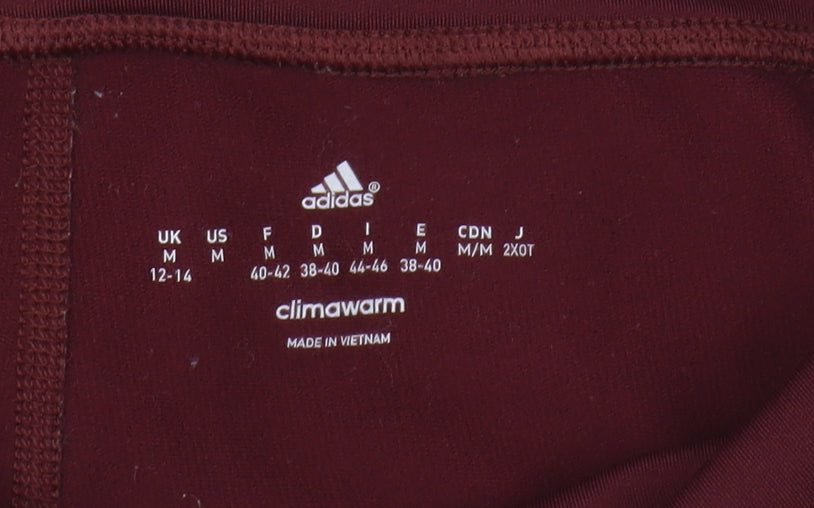 adidas®
UK US F D I E CDN J
M M M M M M M/M 2XOT
12-14 40-42 38-40 44-46 38-40
climawarm
MADE IN VIETNAM